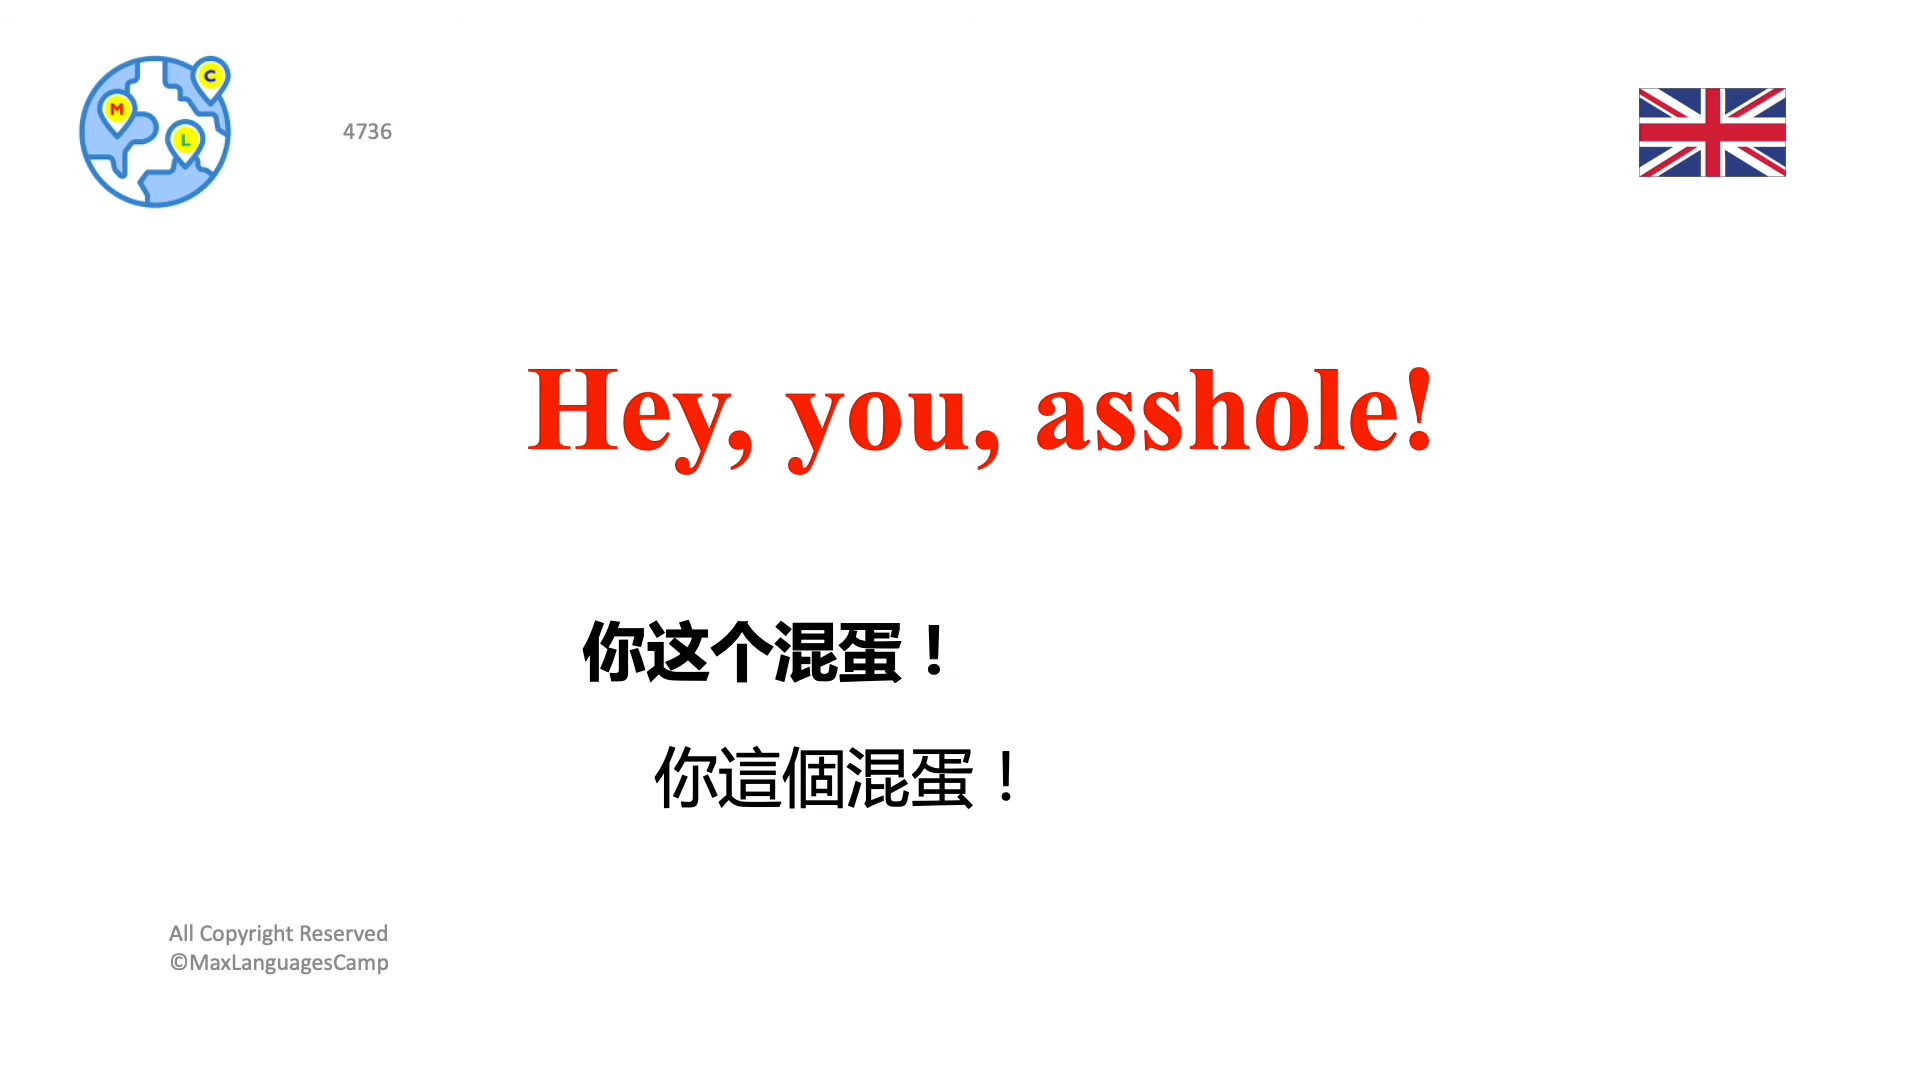 C
M
L
4736
Hey, you, asshole!
你这个混蛋！
你這個混蛋！
All Copyright Reserved
©MaxLanguagesCamp